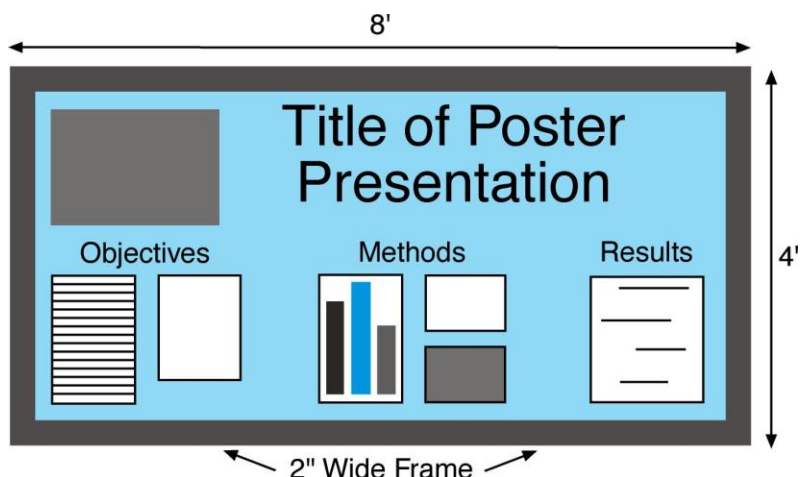 8'
Title of Poster
Presentation
Objectives
Methods
Results
4'
2" Wide Frame